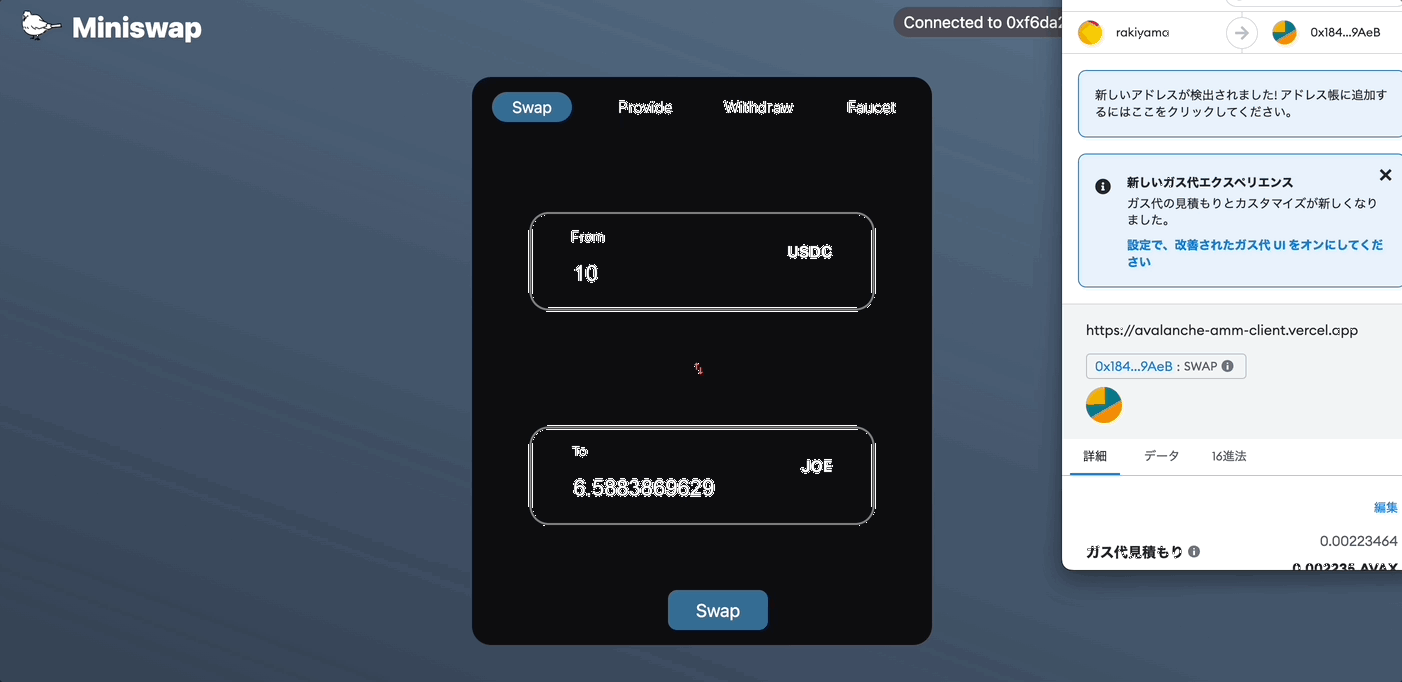 Miniswap
Connected to 0xf6da2
Swap
Provide
Withdraw
Faucet
From
10
USDC
To
6.5883869629
JOE
Swap
rakiyama
0x184...9AeB
新しいアドレスが検出されました! アドレス帳に追加す
るにはここをクリックしてください。
新しいガス代エクスペリエンス
ガス代の見積もりとカスタマイズが新しくなり
ました。
設定で、改善されたガス代 UI をオンにしてくだ
さい
https://avalanche-amm-client.vercel.app
0x184...9AeB : SWAP
詳細
データ
16進法
編集
0.00223464
ガス代見積もり
0.002235 AVAX